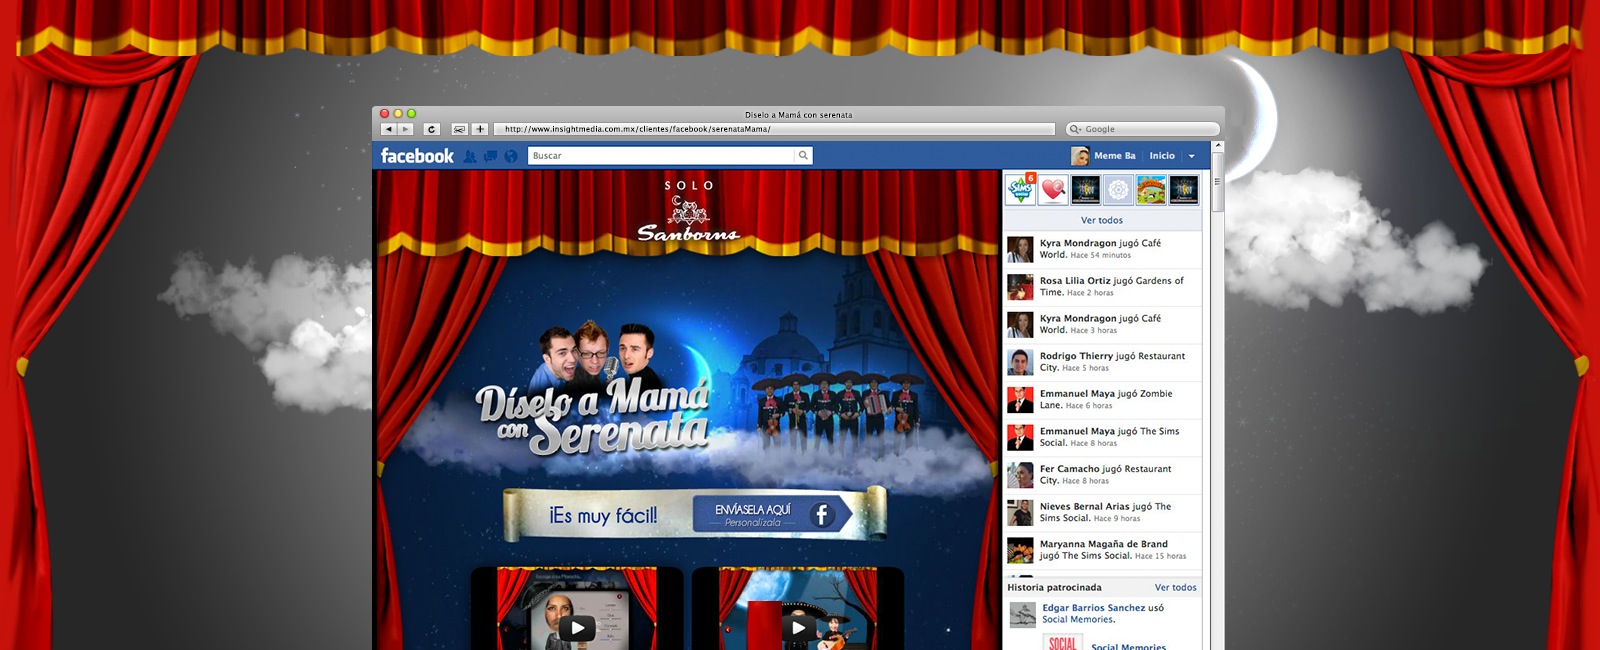 Diselo a Mamá con serenata
http://www.insightmedia.com.mx/clientes/facebook/serenataMama/
Google
facebook
Buscar
Meme Ba
Inicio
SOLO
Sanborns
Díselo a Mamá
con Serenata
¡Es muy fácil!
ENVÍASELA AQUÍ
Personalízala
f
6
SIMS
Ver todos
Kyra Mondragon jugó Café
World. Hace 54 minutos
Rosa Lilia Ortiz jugó Gardens of
Time. Hace 2 horas
Kyra Mondragon jugó Café
World. Hace 3 horas
Rodrigo Thierry jugó Restaurant
City. Hace 5 horas
Emmanuel Maya jugó Zombie
Lane. Hace 6 horas
Emmanuel Maya jugó The Sims
Social. Hace 8 horas
Fer Camacho jugó Restaurant
City. Hace 8 horas
Nieves Bernal Arias jugó The
Sims Social. Hace 9 horas
Maryanna Magaña de Brand
jugó The Sims Social. Hace 15 horas
Historia patrocinada
Ver todos
Edgar Barrios Sanchez usó
Social Memories.
SOCIAL
Social Memories